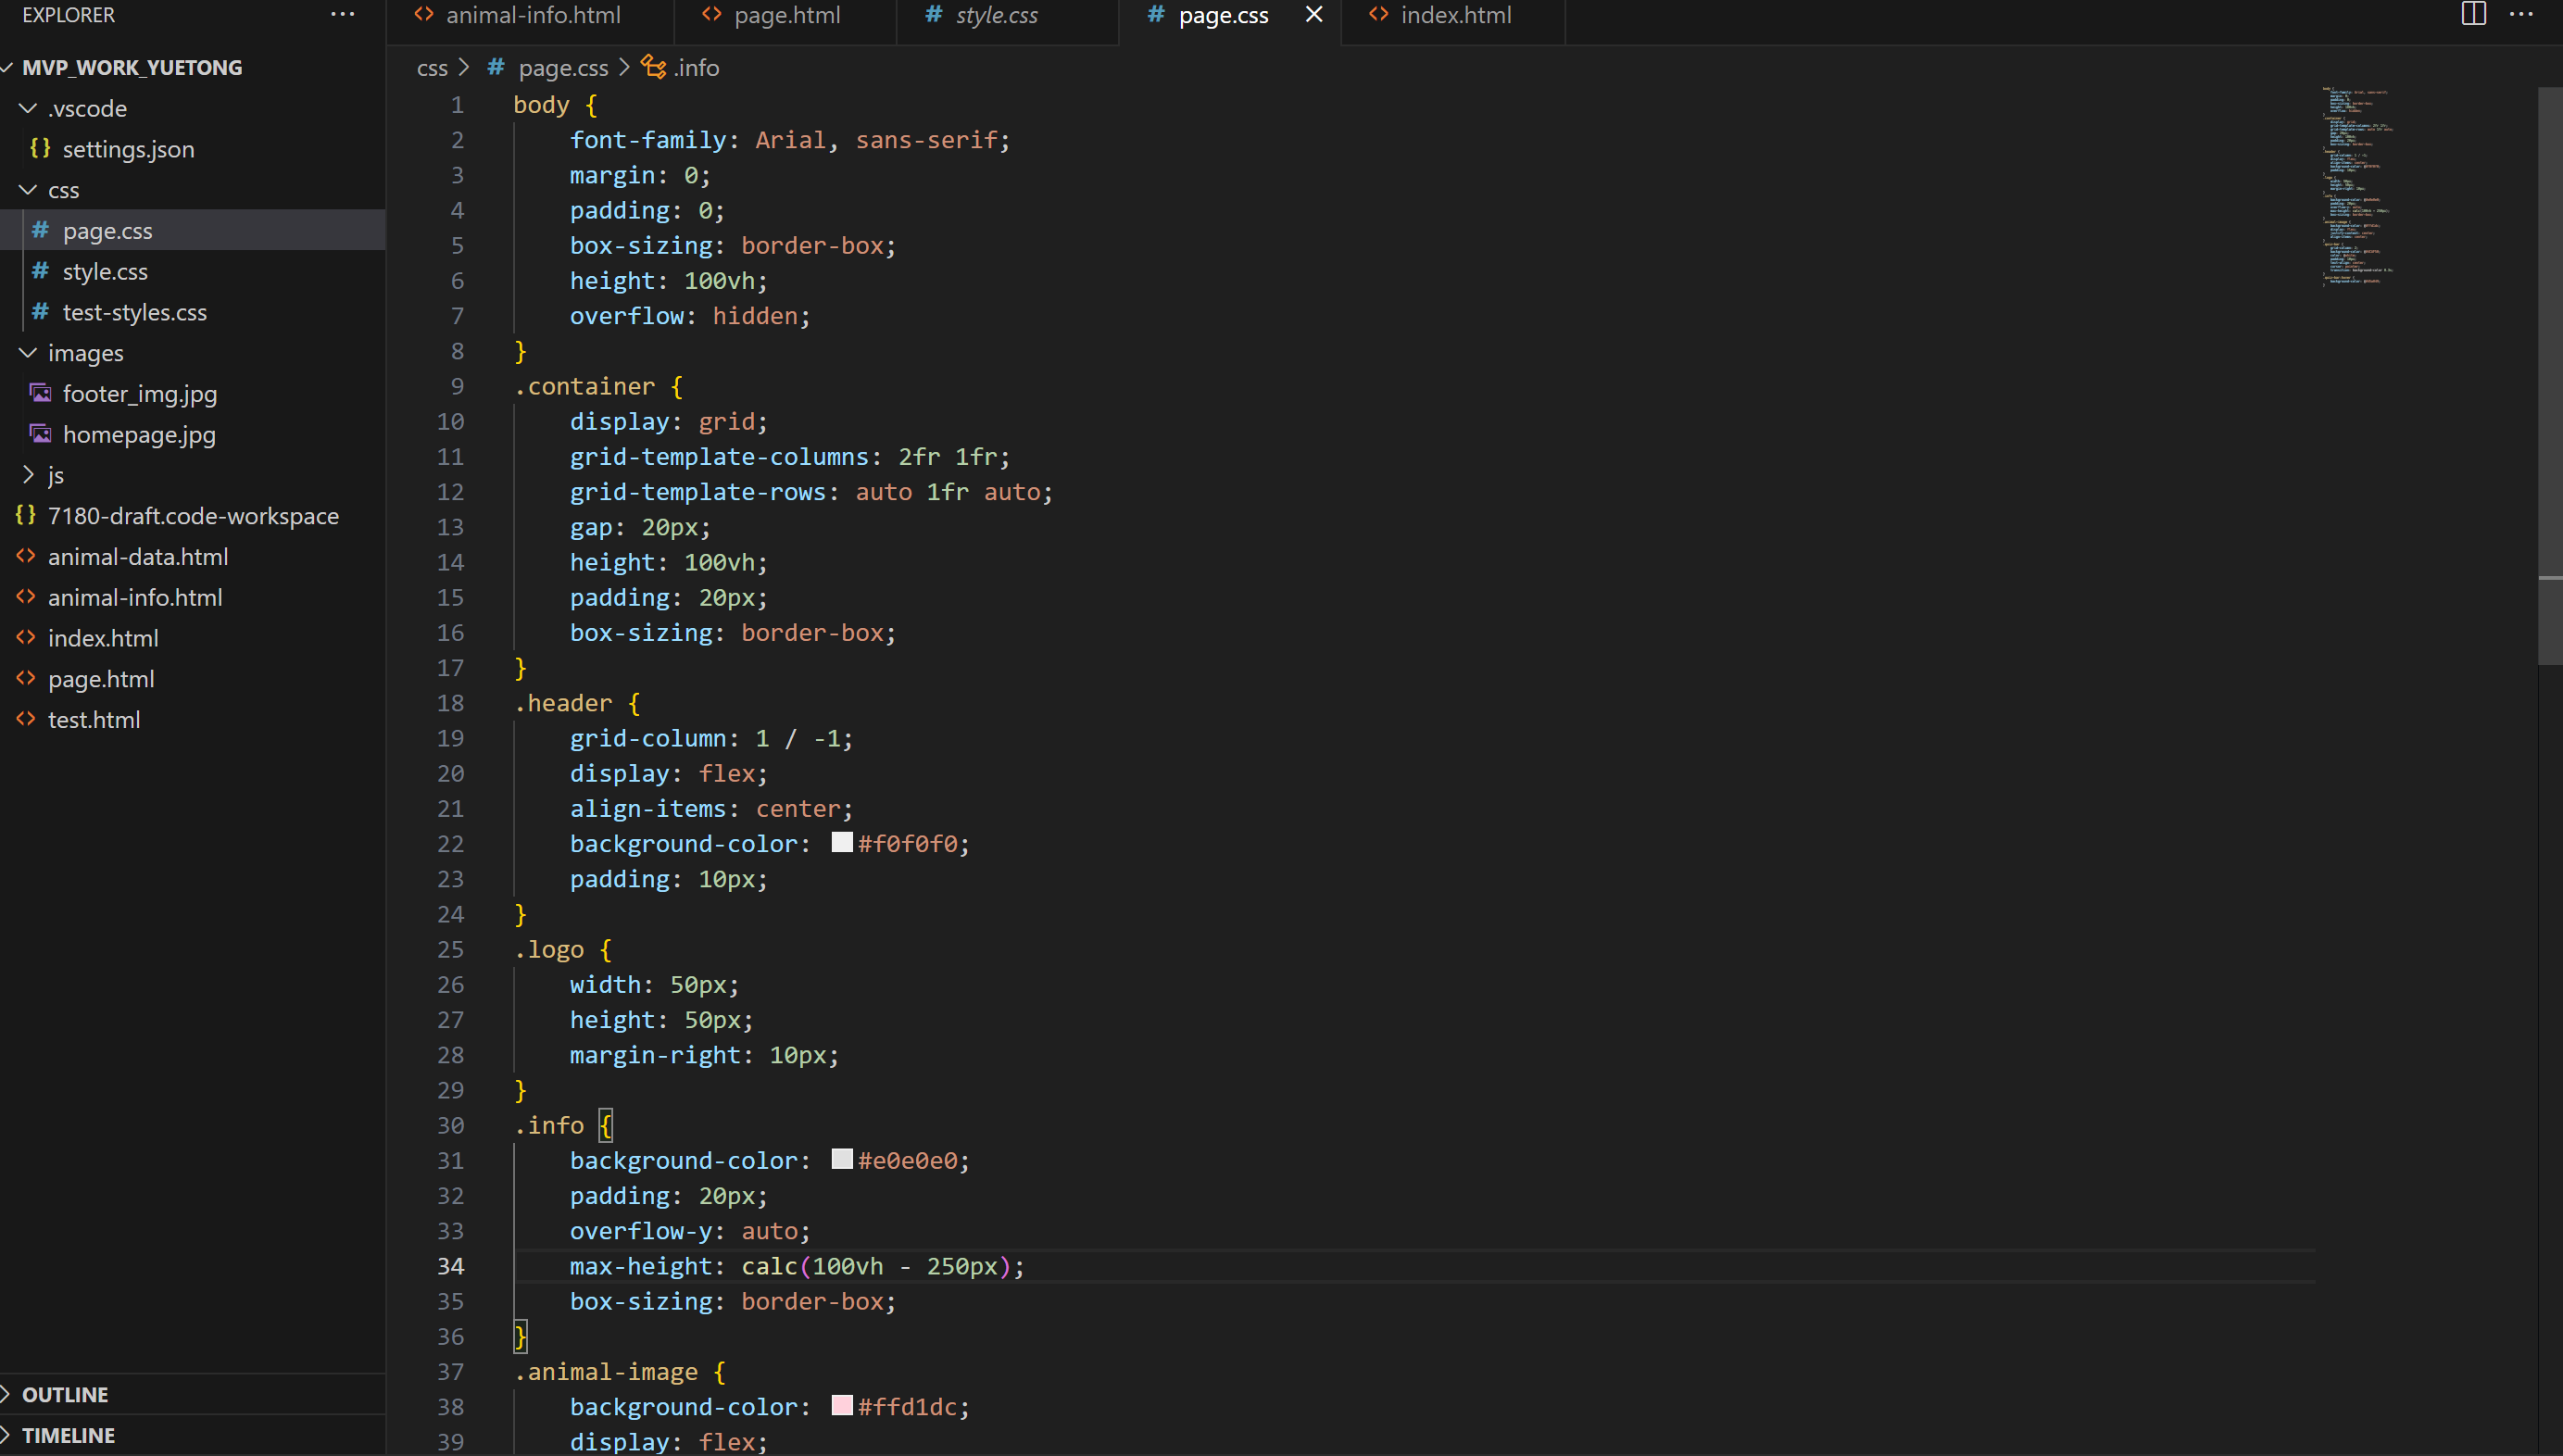 EXPLORER
MVP_WORK_YUETONG
.vscode
{} settings.json
css
# page.css
# style.css
# test-styles.css
images
footer_img.jpg
homepage.jpg
js
{} 7180-draft.code-workspace
<> animal-data.html
<> animal-info.html
<> index.html
<> page.html
<> test.html
OUTLINE
TIMELINE
<> animal-info.html
<> page.html
# style.css
# page.css
<> index.html
css > # page.css > .info
1 body {
2     font-family: Arial, sans-serif;
3     margin: 0;
4     padding: 0;
5     box-sizing: border-box;
6     height: 100vh;
7     overflow: hidden;
8 }
9 .container {
10     display: grid;
11     grid-template-columns: 2fr 1fr;
12     grid-template-rows: auto 1fr auto;
13     gap: 20px;
14     height: 100vh;
15     padding: 20px;
16     box-sizing: border-box;
17 }
18 .header {
19     grid-column: 1 / -1;
20     display: flex;
21     align-items: center;
22     background-color: #f0f0f0;
23     padding: 10px;
24 }
25 .logo {
26     width: 50px;
27     height: 50px;
28     margin-right: 10px;
29 }
30 .info {
31     background-color: #e0e0e0;
32     padding: 20px;
33     overflow-y: auto;
34     max-height: calc(100vh - 250px);
35     box-sizing: border-box;
36 }
37 .animal-image {
38     background-color: #ffd1dc;
39     display: flex;